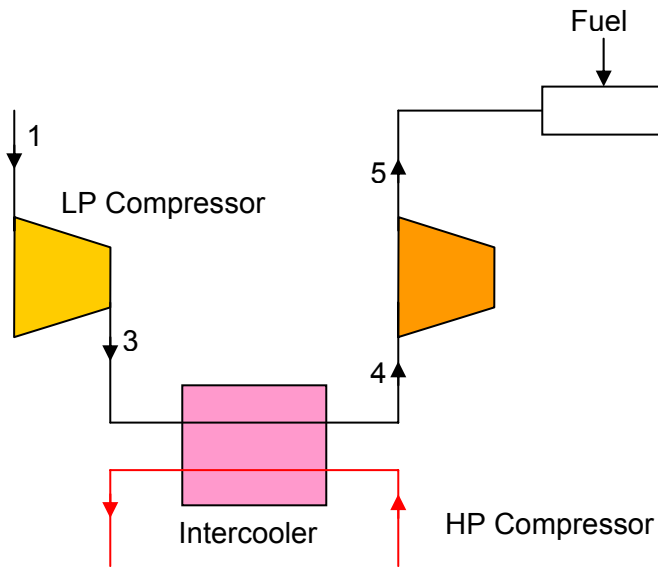 Fuel
1
5
LP Compressor
3
4
Intercooler
HP Compressor